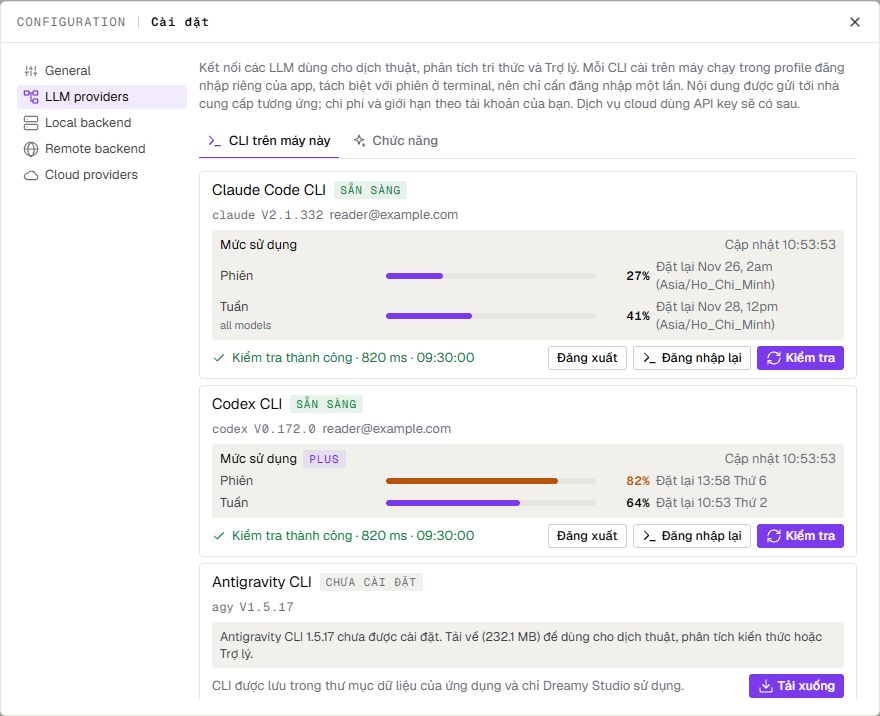 CONFIGURATION | Cài đặt
General
LLM providers
Local backend
Remote backend
Cloud providers
Kết nối các LLM dùng cho dịch thuật, phân tích tri thức và Trợ lý. Mỗi CLI cài trên máy chạy trong profile đăng
nhập riêng của app, tách biệt với phiên ở terminal, nên chỉ cần đăng nhập một lần. Nội dung được gửi tới nhà
cung cấp tương ứng; chi phí và giới hạn theo tài khoản của bạn. Dịch vụ cloud dùng API key sẽ có sau.
CLI trên máy này
Chức năng
Claude Code CLI SẴN SÀNG
claude V2.1.332 reader@example.com
Mức sử dụng Cập nhật 10:53:53
Phiên 27% Đặt lại Nov 26, 2am
(Asia/Ho_Chi_Minh)
Tuần 41% Đặt lại Nov 28, 12pm
all models (Asia/Ho_Chi_Minh)
Kiểm tra thành công · 820 ms · 09:30:00 Đăng xuất Đăng nhập lại Kiểm tra
Codex CLI SẴN SÀNG
codex V0.172.0 reader@example.com
Mức sử dụng PLUS Cập nhật 10:53:53
Phiên 82% Đặt lại 13:58 Thứ 6
Tuần 64% Đặt lại 10:53 Thứ 2
Kiểm tra thành công · 820 ms · 09:30:00 Đăng xuất Đăng nhập lại Kiểm tra
Antigravity CLI CHƯA CÀI ĐẶT
agy V1.5.17
Antigravity CLI 1.5.17 chưa được cài đặt. Tải về (232.1 MB) để dùng cho dịch thuật, phân tích kiến thức hoặc
Trợ lý.
CLI được lưu trong thư mục dữ liệu của ứng dụng và chỉ Dreamy Studio sử dụng. Tải xuống